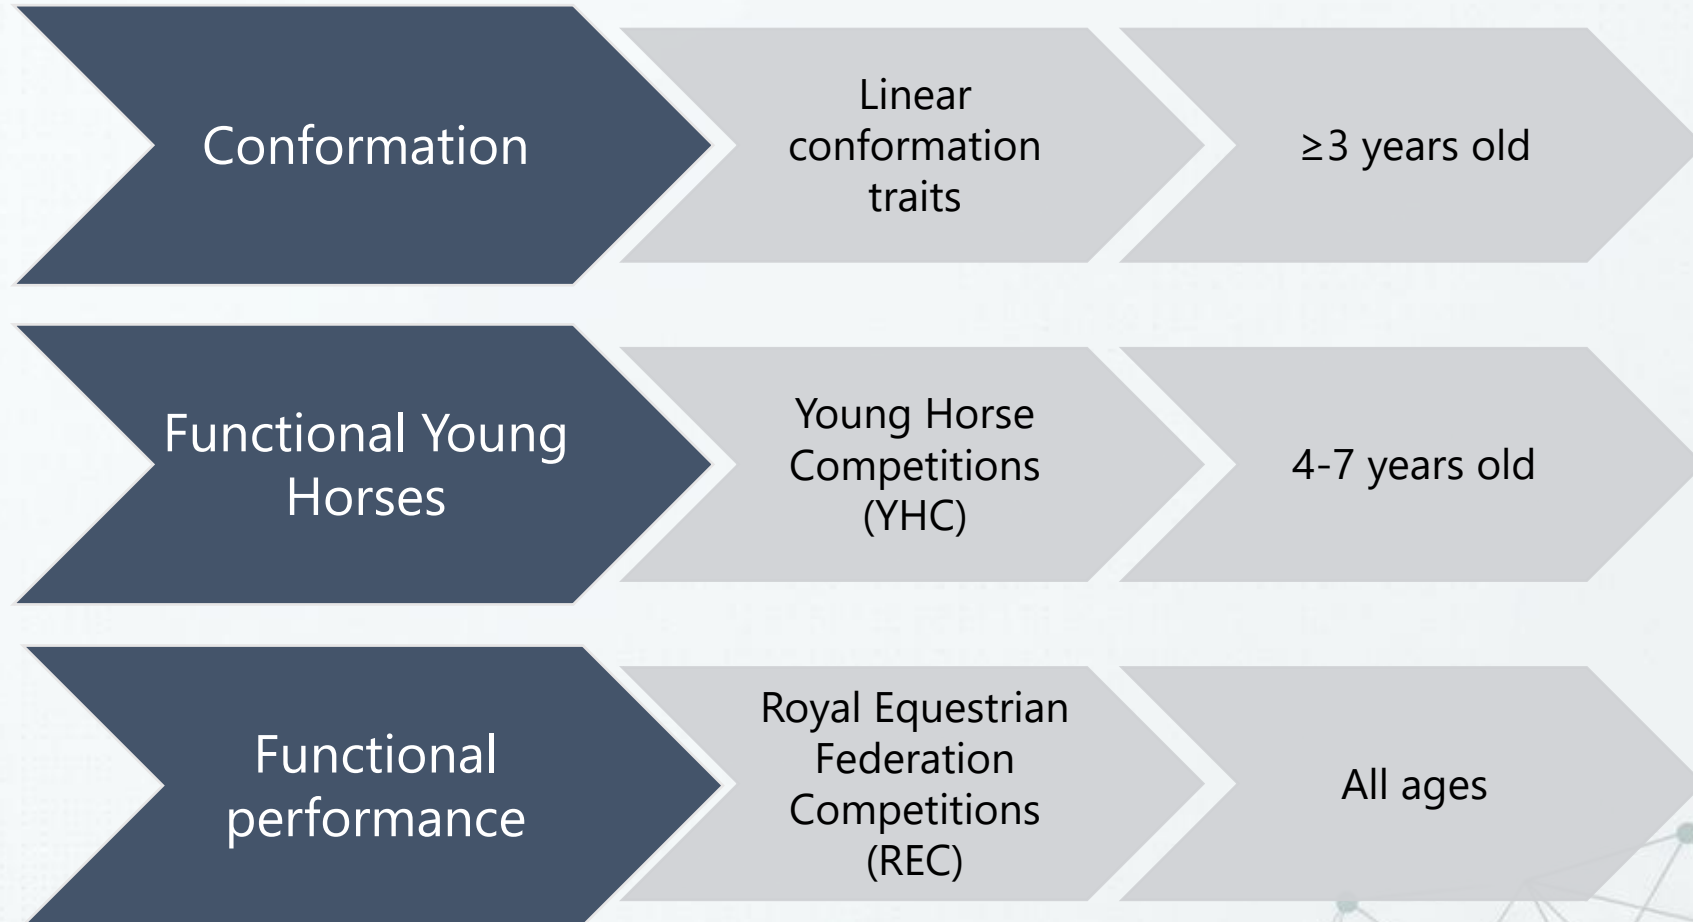 Conformation
Linear
conformation
traits
≥3 years old
Functional Young
Horses
Young Horse
Competitions
(YHC)
4-7 years old
Functional
performance
Royal Equestrian
Federation
Competitions
(REC)
All ages